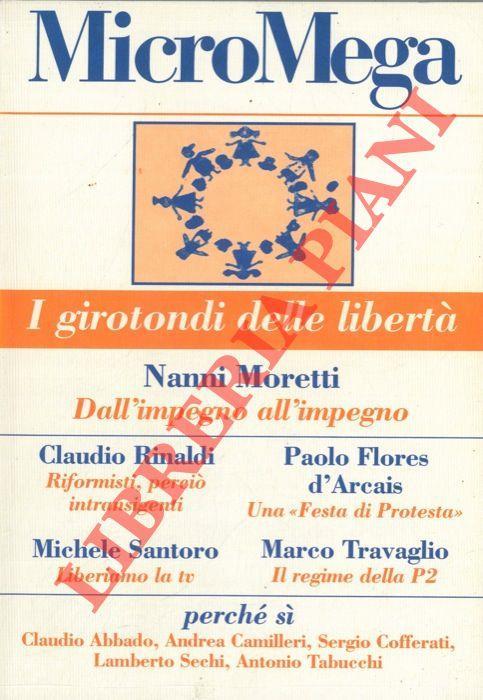 MicroMega
I girotondi delle libertà
Nanni Moretti
Dall'impegno all'impegno
Claudio Rinaldi
Riformisti, perciò
intransigenti
Paolo Flores
d'Arcais
Una «Festa di Protesta»
Michele Santoro
Liberiamo la tv
Marco Travaglio
Il regime della P2
perché sì
Claudio Abbado, Andrea Camilleri, Sergio Cofferati,
Lamberto Sechi, Antonio Tabucchi
LIBRERIA PIANI